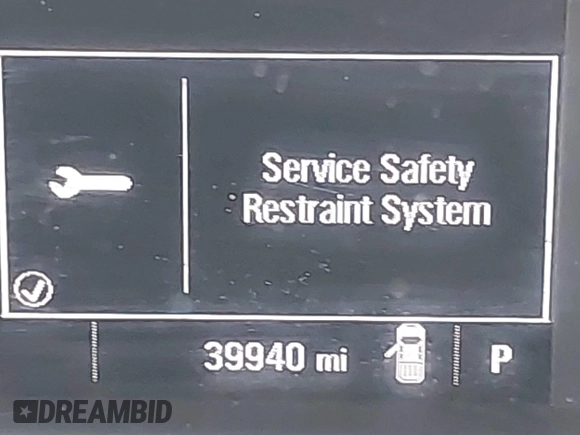 Service Safety
Restraint System
39940 mi
P
DREAMBID